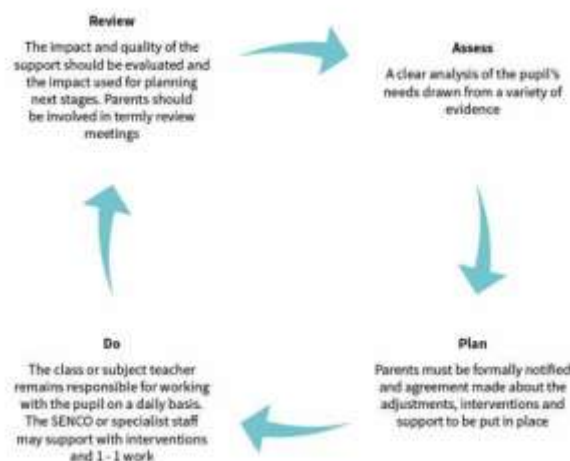 Review
The impact and quality of the
support should be evaluated and
the impact used for planning
next stages. Parents should
be involved in termly review
meetings
Assess
A clear analysis of the pupil's
needs drawn from a variety of
evidence
Plan
Parents must be formally notified
and agreement made about the
adjustments, interventions and
support to be put in place
Do
The class or subject teacher
remains responsible for working
with the pupil on a daily basis.
The SENCO or specialist staff
may support with interventions
and 1 - 1 work